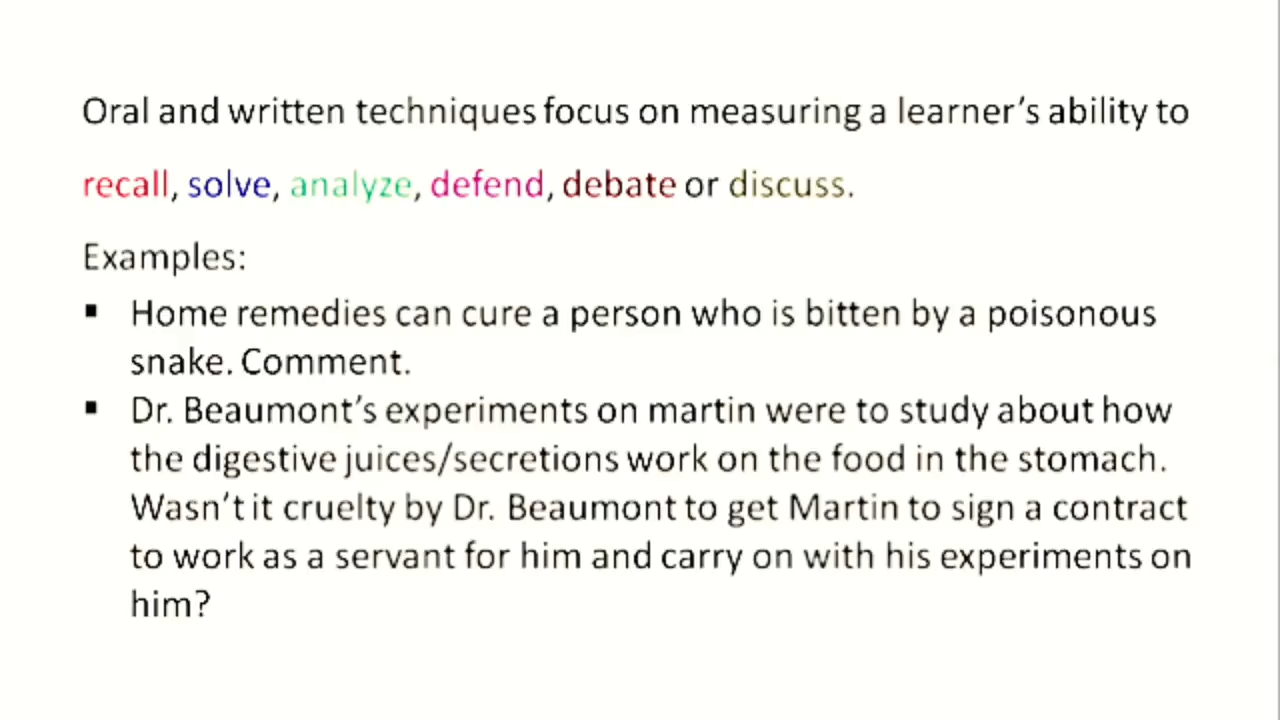 Oral and written techniques focus on measuring a learner's ability to
recall, solve, analyze, defend, debate or discuss.
Examples:
▪ Home remedies can cure a person who is bitten by a poisonous
snake. Comment.
▪ Dr. Beaumont's experiments on martin were to study about how
the digestive juices/secretions work on the food in the stomach.
Wasn't it cruelty by Dr. Beaumont to get Martin to sign a contract
to work as a servant for him and carry on with his experiments on
him?